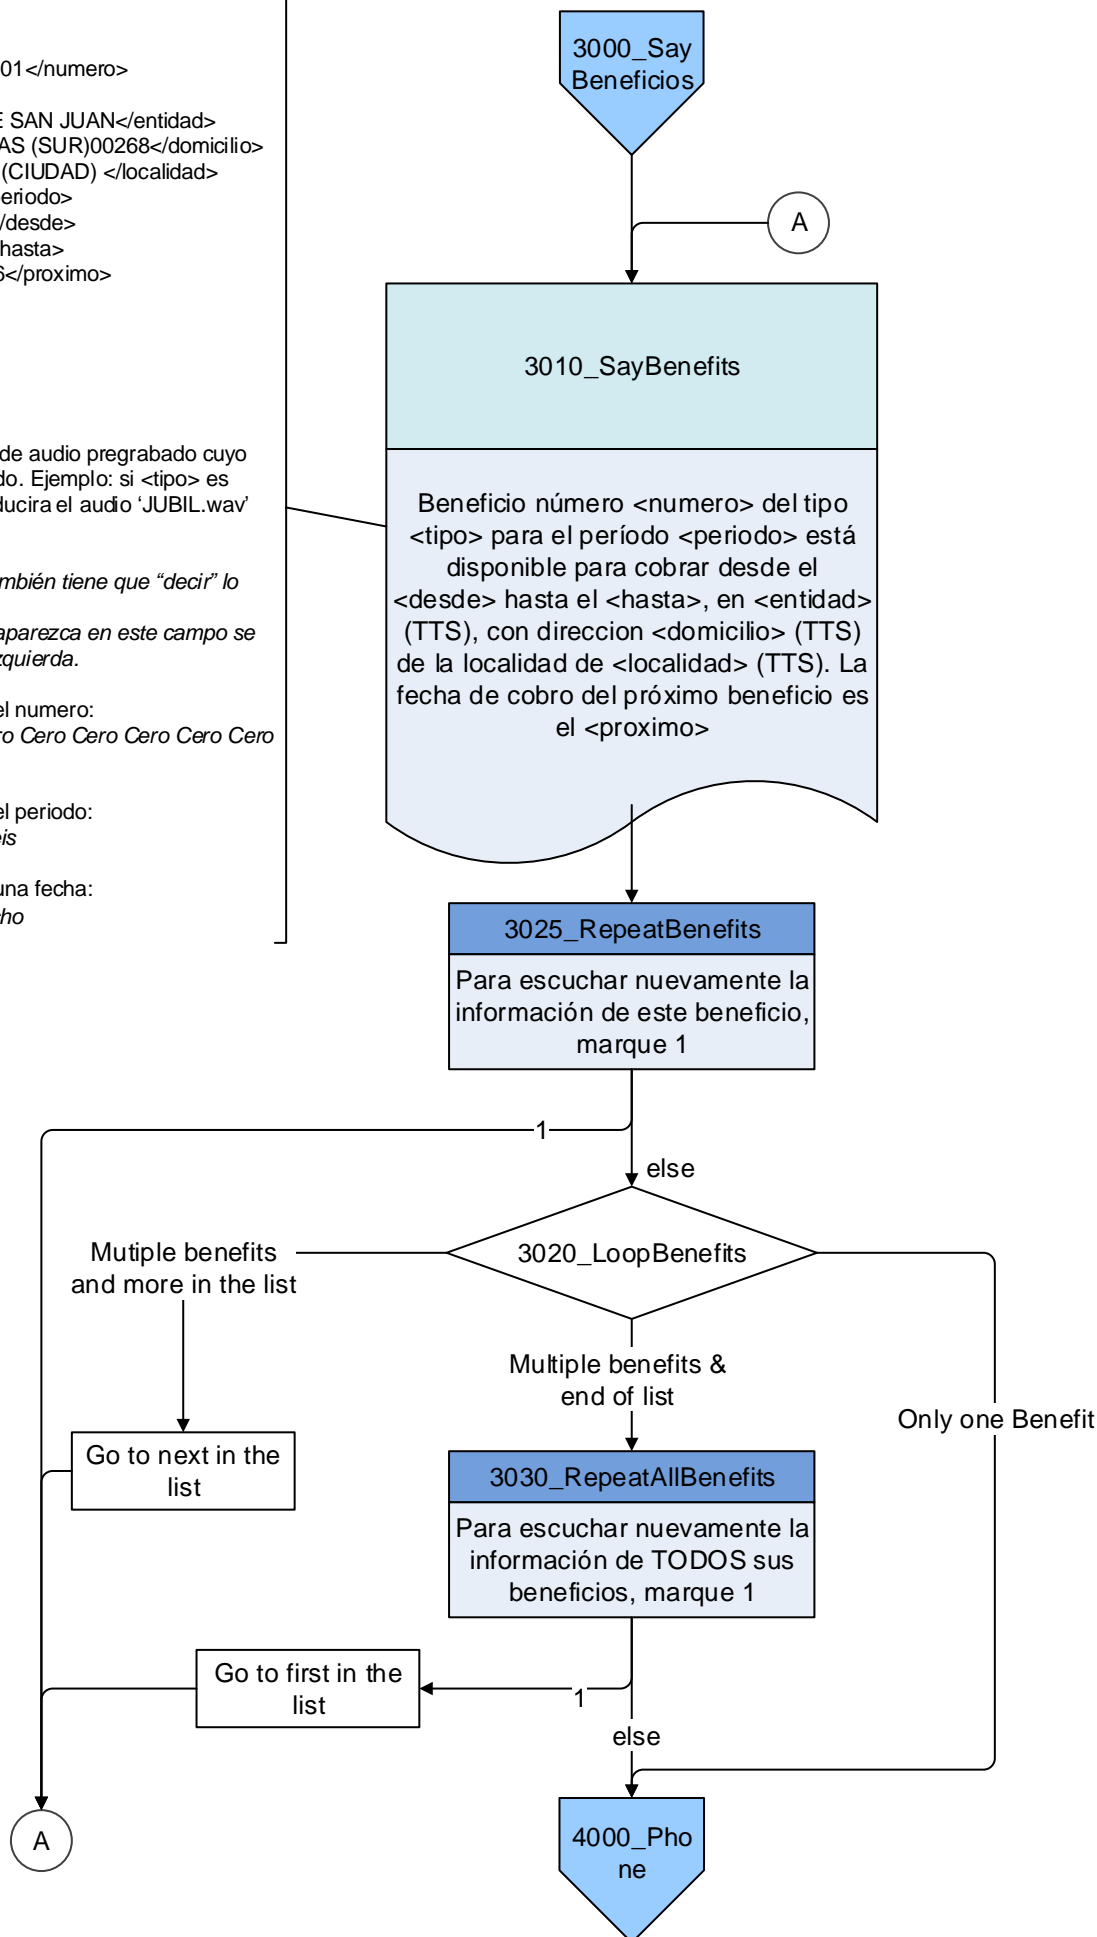 01</numero>
E SAN JUAN</entidad>
AS (SUR)00268</domicilio>
(CIUDAD) </localidad>
eriodo>
/desde>
hasta>
6</proximo>
de audio pregrabado cuyo
do. Ejemplo: si <tipo> es
ducira el audio ‘JUBIL.wav’
ambién tiene que “decir” lo
aparezca en este campo se
zquierda.
el numero:
ro Cero Cero Cero Cero Cero
el periodo:
eis
una fecha:
cho
3000_Say
Beneficios
A
3010_SayBenefits
Beneficio número <numero> del tipo
<tipo> para el período <periodo> está
disponible para cobrar desde el
<desde> hasta el <hasta>, en <entidad>
(TTS), con direccion <domicilio> (TTS)
de la localidad de <localidad> (TTS). La
fecha de cobro del próximo beneficio es
el <proximo>
3025_RepeatBenefits
Para escuchar nuevamente la
información de este beneficio,
marque 1
1
else
3020_LoopBenefits
Mutiple benefits
and more in the list
Multiple benefits &
end of list
Only one Benefit
Go to next in the
list
3030_RepeatAllBenefits
Para escuchar nuevamente la
información de TODOS sus
beneficios, marque 1
Go to first in the
list
1
else
A
4000_Pho
ne